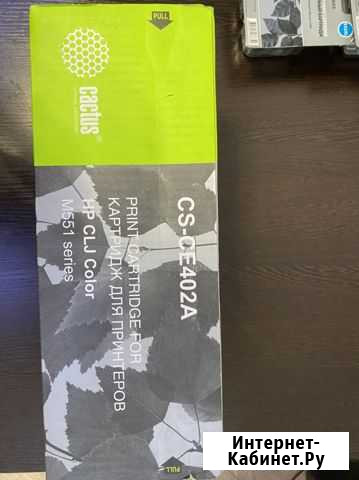 PULL
cactus
CS-CE402A
PRINT CARTRIDGE FOR
КАРТРИДЖ ДЛЯ ПРИНТЕРОВ
HP CLJ Color
M551 series
PULL
Интернет-
Кабинет.Ру